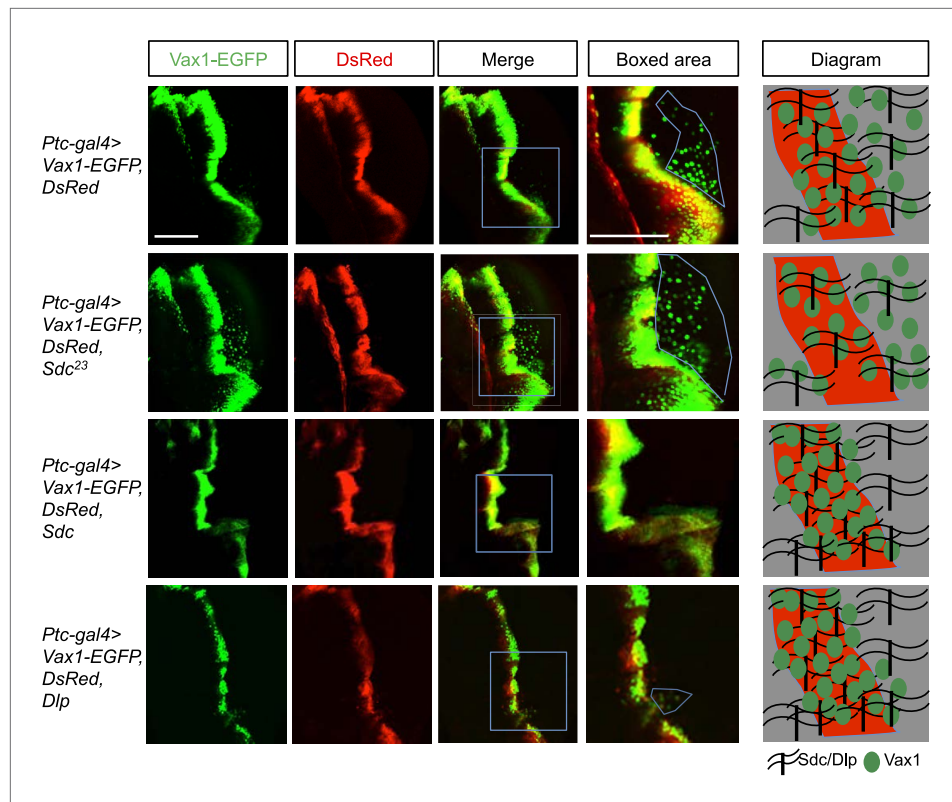 Vax1-EGFP DsRed Merge Boxed area Diagram
Ptc-gal4>
Vax1-EGFP,
DsRed
Ptc-gal4>
Vax1-EGFP,
DsRed,
Sdc²³
Ptc-gal4>
Vax1-EGFP,
DsRed,
Sdc
Ptc-gal4>
Vax1-EGFP,
DsRed,
Dlp
Sdc/Dlp Vax1